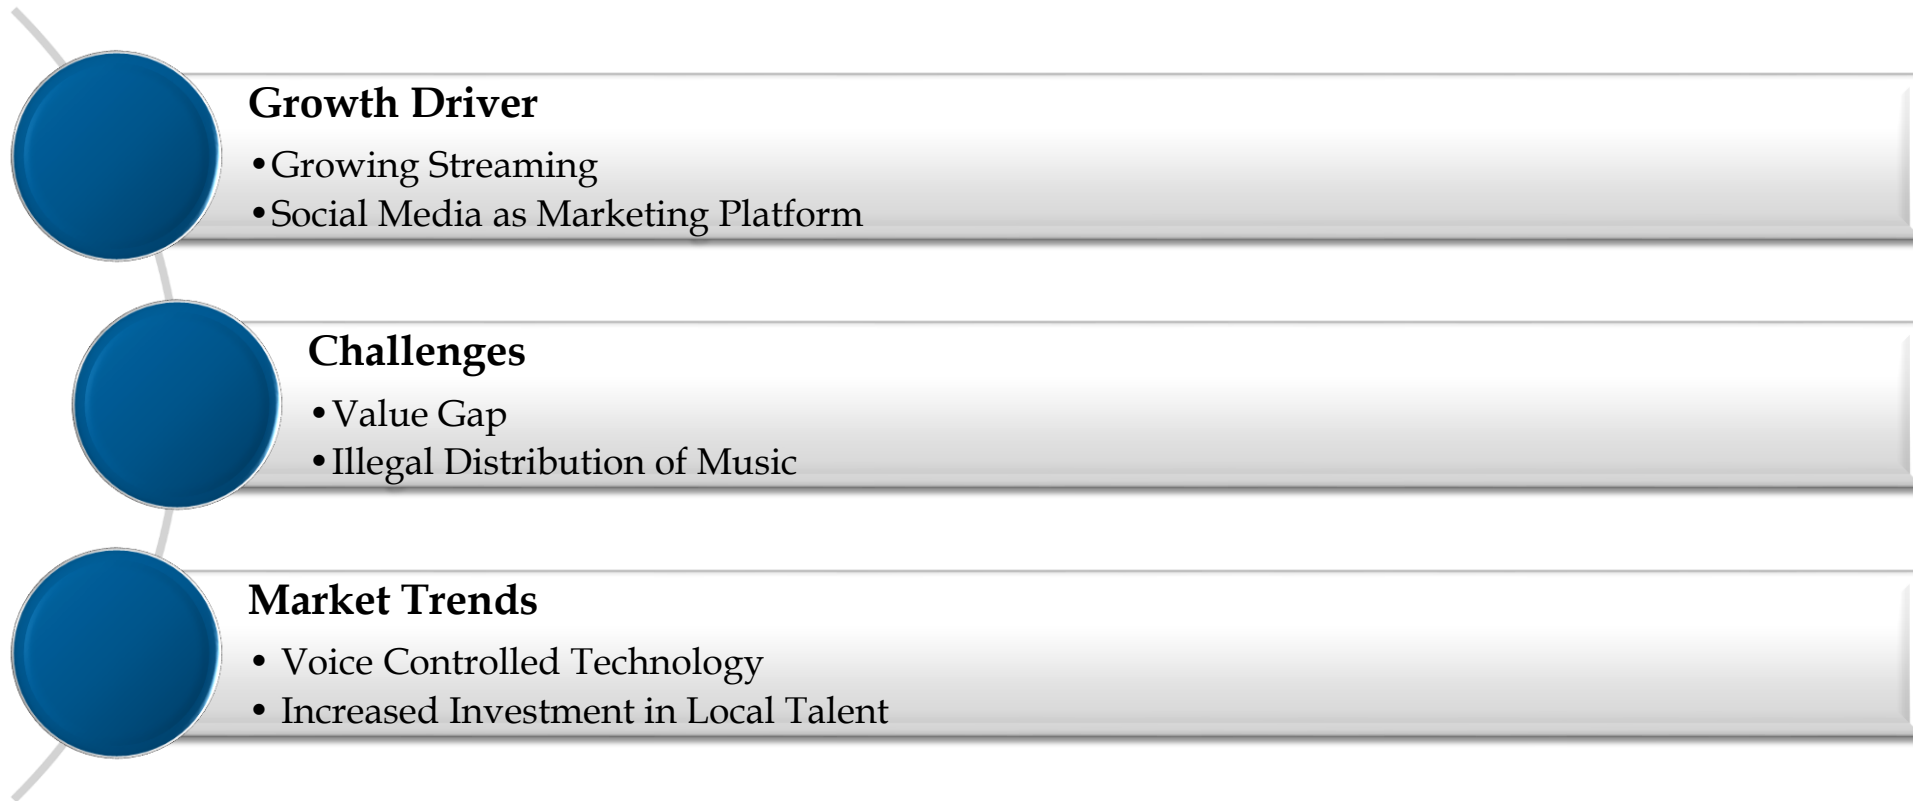 Growth Driver
•Growing Streaming
•Social Media as Marketing Platform
Challenges
•Value Gap
•Illegal Distribution of Music
Market Trends
• Voice Controlled Technology
• Increased Investment in Local Talent